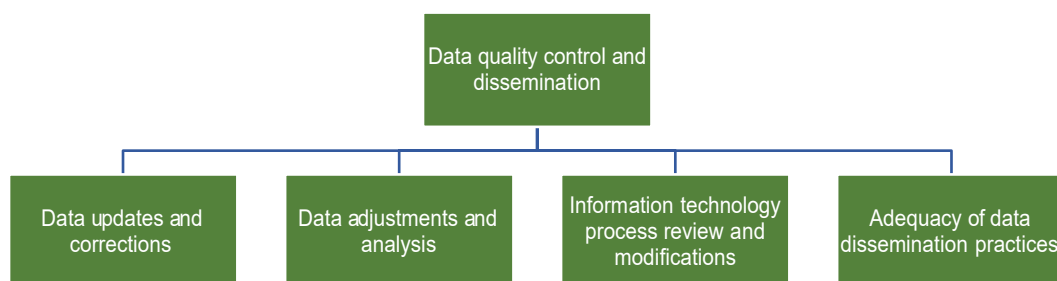 Data quality control and
dissemination
Data updates and
corrections
Data adjustments and
analysis
Information technology
process review and
modifications
Adequacy of data
dissemination practices